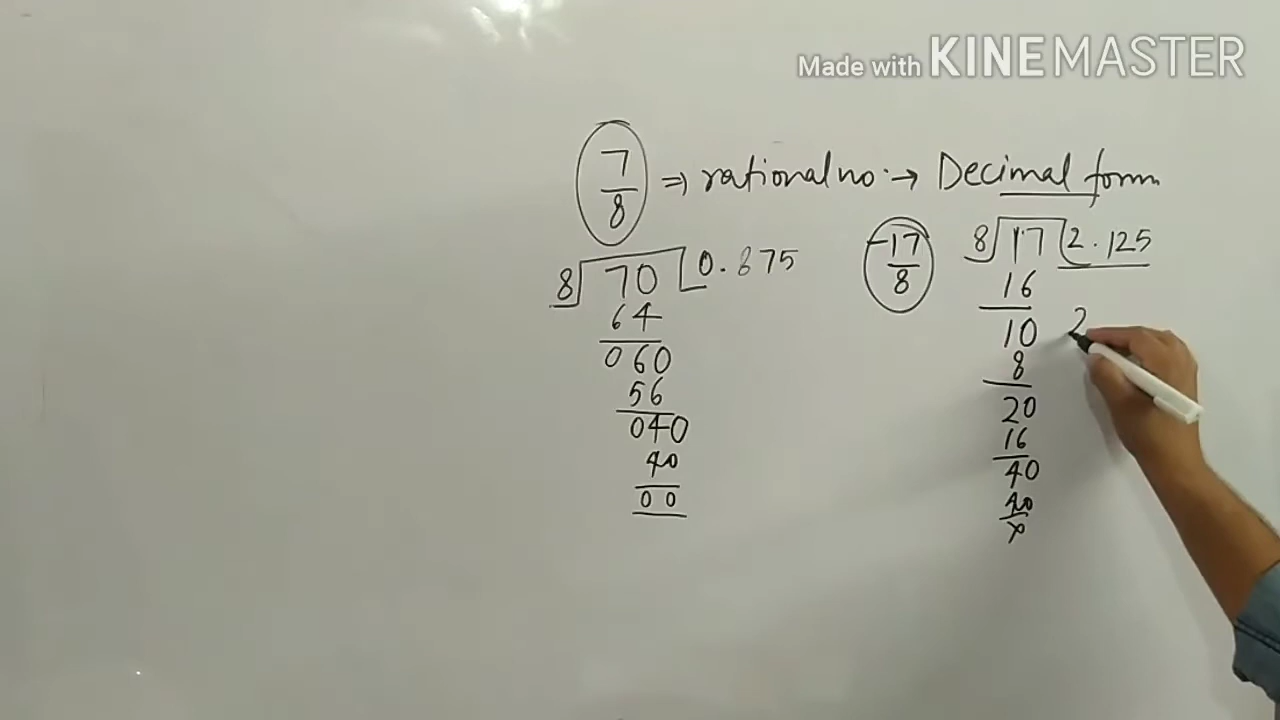 Made with KINEMASTER
7/8 ⇒ rational no. → Decimal form
8 70 0.875
64
060
56
040
40
00
-17/8
8 17 2.125
16
10 2
8
20
16
40
40
x